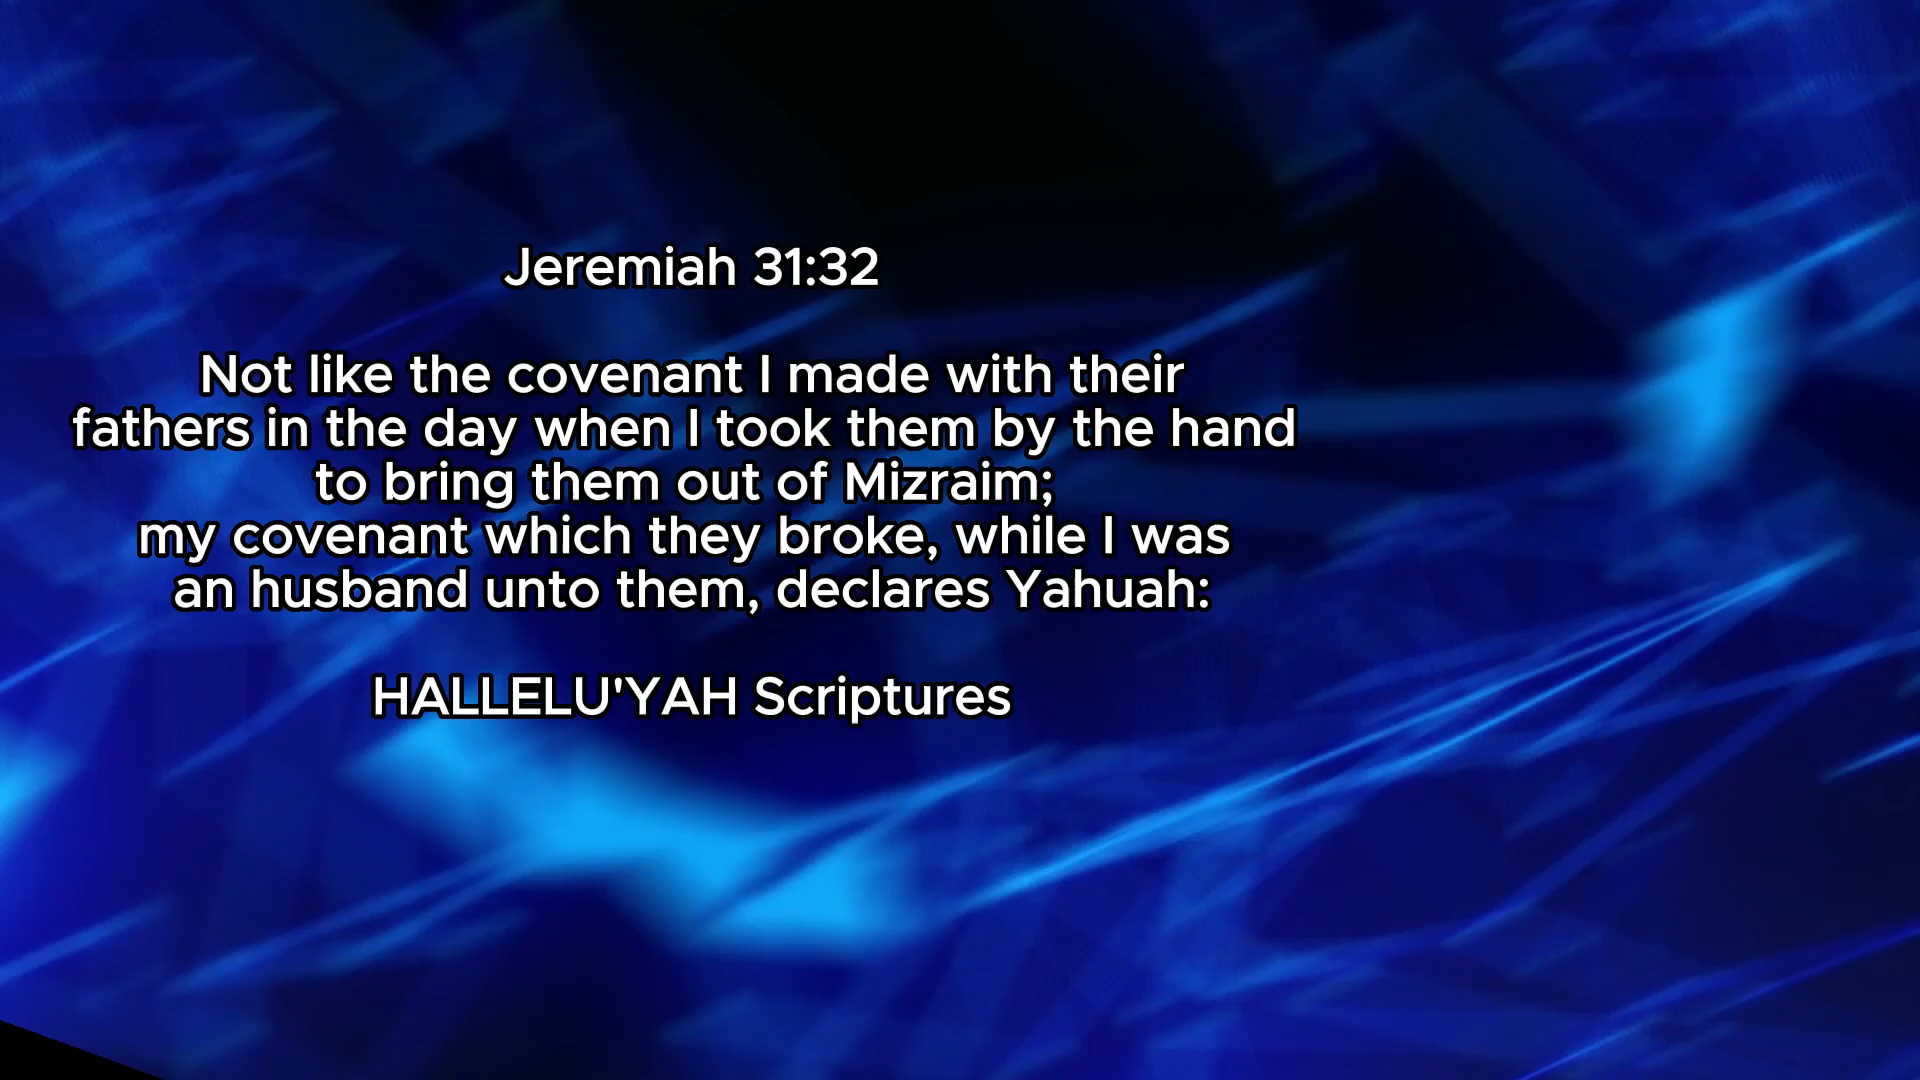 Jeremiah 31:32
Not like the covenant I made with their
fathers in the day when I took them by the hand
to bring them out of Mizraim;
my covenant which they broke, while I was
an husband unto them, declares Yahuah:
HALLELU'YAH Scriptures